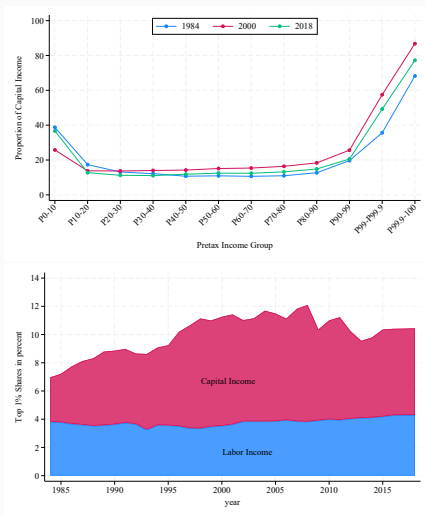 1984 2000 2018
Proportion of Capital Income
100
80
60
40
20
0
P0-10 P10-20 P20-30 P30-40 P40-50 P50-60 P60-70 P70-80 P80-90 P90-99 P99-P99.9 P99.9-100
Pretax Income Group
Top 1% Shares in percent
14
12
10
8
6
4
2
0
Capital Income
Labor Income
1985 1990 1995 2000 2005 2010 2015
year